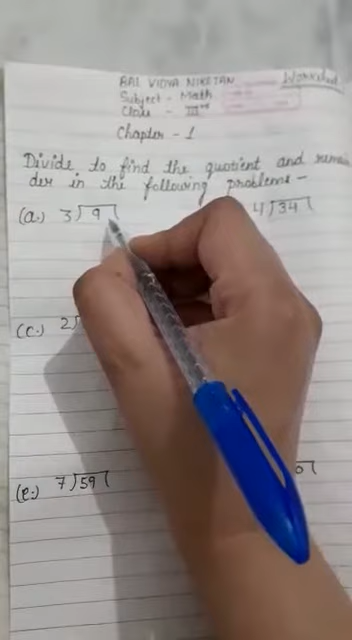 BAL VIDYA NIKETAN
Worksheet
Subject - Math
Class - III
Chapter - 1
Divide to find the quotient and remain
der in the following problems -
(a.) 3)9(
4)34(
(c.) 2)
(e.) 7)59(
0(